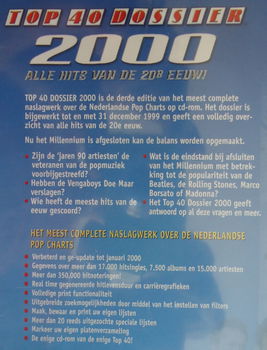 TOP 40 DOSSIER
2000
ALLE HITS VAN DE 20e EEUW!
TOP 40 DOSSIER 2000 is de derde editie van het meest complete
naslagwerk over de Nederlandse Pop Charts op cd-rom. Het dossier is
bijgewerkt tot en met 31 december 1999 en geeft een volledig over-
zicht van alle hits van de 20e eeuw.
Nu het Millennium is afgesloten kan de balans worden opgemaakt.
• Zijn de 'jaren 90 artiesten' de
veteranen van de popmuziek
voorbijgestreefd?
• Hebben de Vengaboys Doe Maar
verslagen?
• Wie heeft de meeste hits van de
eeuw gescoord?
• Wat is de eindstand bij afsluiten
van het Millennium met betrek-
king tot de populariteit van de
Beatles, de Rolling Stones, Marco
Borsato of Madonna?
• Het Top 40 Dossier 2000 geeft
antwoord op al deze vragen en meer.
HET MEEST COMPLETE NASLAGWERK OVER DE NEDERLANDSE
POP CHARTS
• Verbeterd en ge-update tot januari 2000
• Gegevens over meer dan 17.000 hitsingles, 7.500 albums en 15.000 artiesten
• Meer dan 350.000 hitnoteringen!
• Real time gegenereerde hitlevensduur en carrièregrafieken
• Volledige print functionaliteit
• Uitgebreide zoekmogelijkheden door middel van het instellen van filters
• Maak, bewaar en print uw eigen lijsten
• Meer dan 20 reeds uitgezochte speciale lijsten
• Markeer uw eigen platenverzameling
• De enige cd-rom van de enige Top 40!